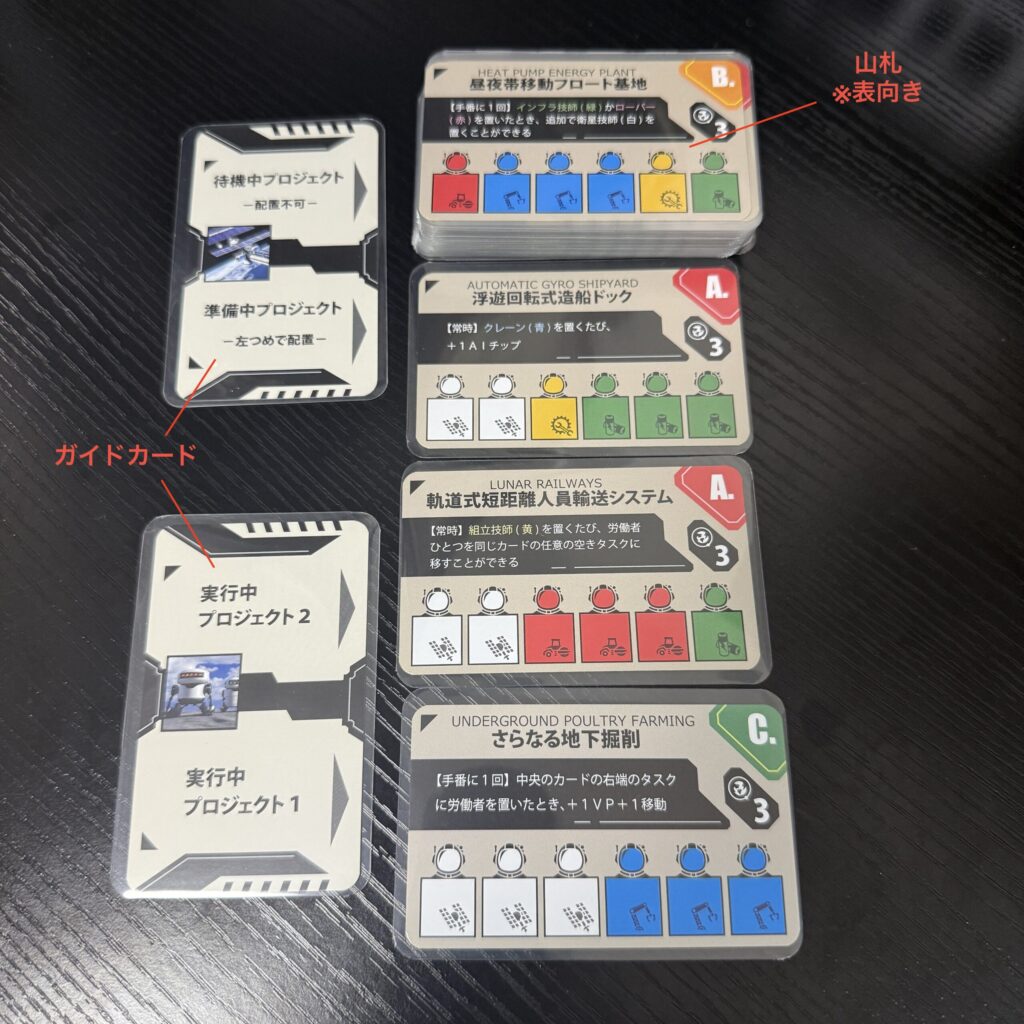 山札
※表向き
HEAT PUMP ENERGY PLANT
昼夜帯移動フロート基地
B.
【手番に1回】インフラ技師(緑)かローバー
(赤)を置いたとき、追加で衛星技師(白)を
置くことができる
3
待機中プロジェクト
－配置不可－
準備中プロジェクト
－左つめで配置－
AUTOMATIC GYRO SHIPYARD
浮遊回転式造船ドック
A.
【常時】クレーン(青)を置くたび、
＋1AIチップ
3
ガイドカード
LUNAR RAILWAYS
軌道式短距離人員輸送システム
A.
【常時】組立技師(黄)を置くたび、労働者
ひとつを同じカードの任意の空きタスクに
移すことができる
3
実行中
プロジェクト2
実行中
プロジェクト1
UNDERGROUND POULTRY FARMING
さらなる地下掘削
C.
【手番に1回】中央のカードの右端のタスク
に労働者を置いたとき、＋1VP＋1移動
3